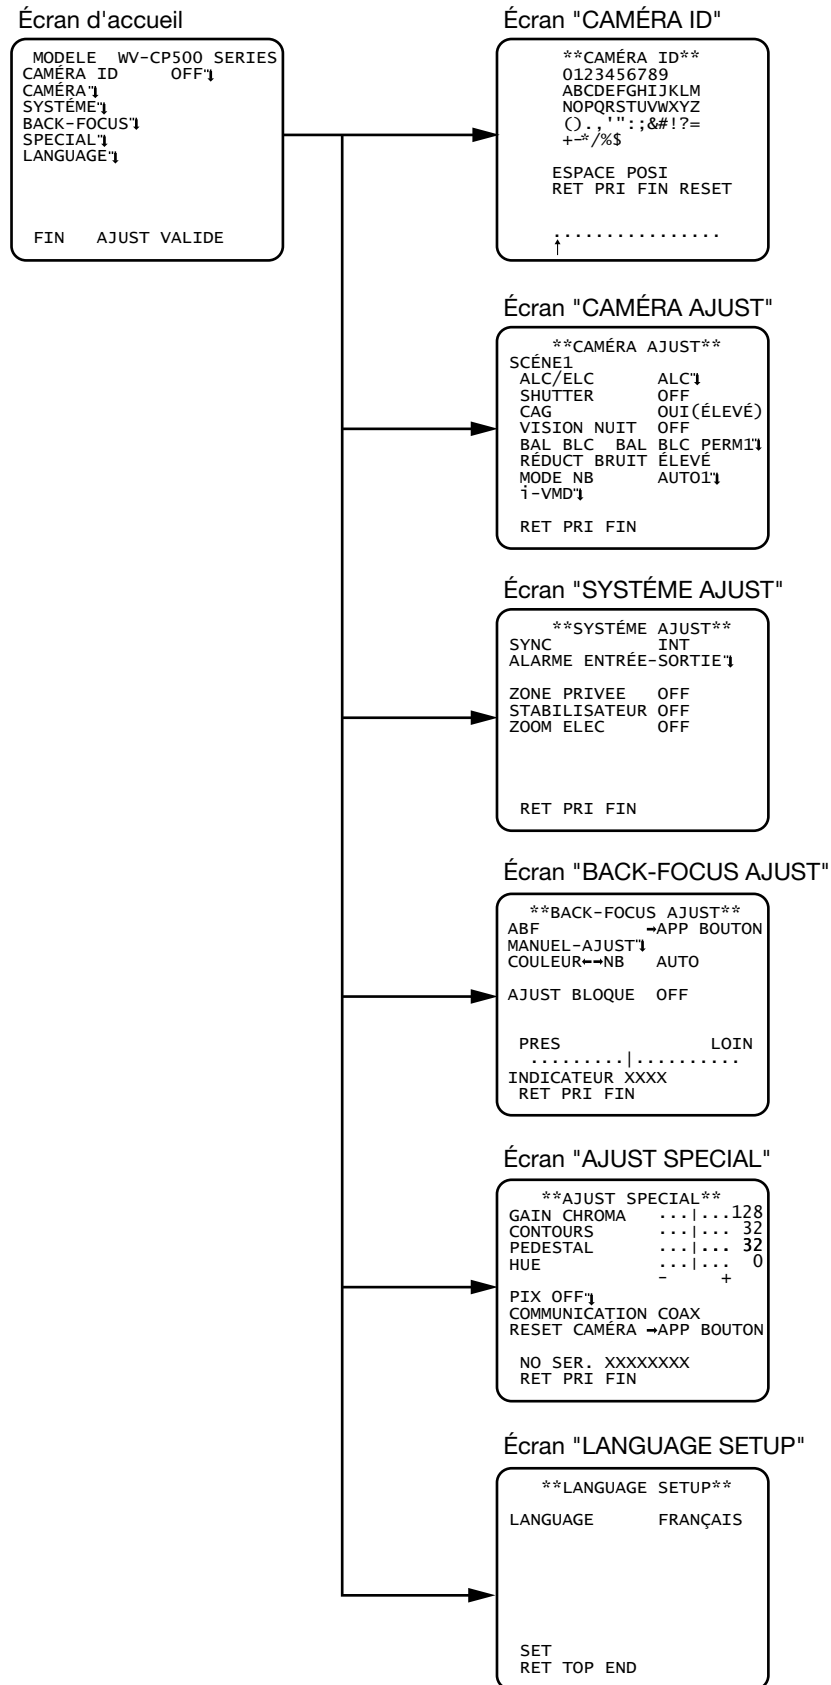 Écran d'accueil
MODELE WV-CP500 SERIES
CAMÉRA ID OFF
CAMÉRA
SYSTÉME
BACK-FOCUS
SPECIAL
LANGUAGE
FIN AJUST VALIDE
Écran "CAMÉRA ID"
**CAMÉRA ID**
0123456789
ABCDEFGHIJKLM
NOPQRSTUVWXYZ
().,'":;&#!?=
+-*/%$
ESPACE POSI
RET PRI FIN RESET
................
↑
Écran "CAMÉRA AJUST"
**CAMÉRA AJUST**
SCÉNE1
ALC/ELC ALC
SHUTTER OFF
CAG OUI(ÉLEVÉ)
VISION NUIT OFF
BAL BLC BAL BLC PERM1
RÉDUCT BRUIT ÉLEVÉ
MODE NB AUTO1
i-VMD
RET PRI FIN
Écran "SYSTÉME AJUST"
**SYSTÉME AJUST**
SYNC INT
ALARME ENTRÉE-SORTIE
ZONE PRIVEE OFF
STABILISATEUR OFF
ZOOM ELEC OFF
RET PRI FIN
Écran "BACK-FOCUS AJUST"
**BACK-FOCUS AJUST**
ABF →APP BOUTON
MANUEL-AJUST
COULEUR←→NB AUTO
AJUST BLOQUE OFF
PRES LOIN
.........|..........
INDICATEUR XXXX
RET PRI FIN
Écran "AJUST SPECIAL"
**AJUST SPECIAL**
GAIN CHROMA ...|...128
CONTOURS ...|... 32
PEDESTAL ...|... 32
HUE ...|... 0
- +
PIX OFF
COMMUNICATION COAX
RESET CAMÉRA →APP BOUTON
NO SER. XXXXXXXX
RET PRI FIN
Écran "LANGUAGE SETUP"
**LANGUAGE SETUP**
LANGUAGE FRANÇAIS
SET
RET TOP END